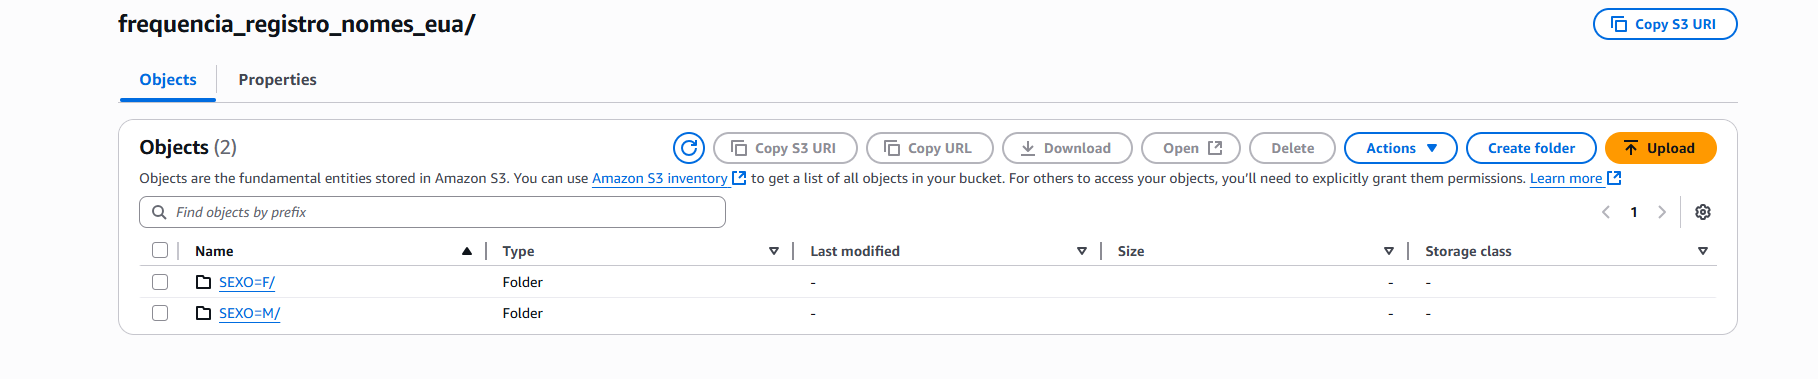 frequencia_registro_nomes_eua/
Copy S3 URI
Objects
Properties
Objects (2)
Copy S3 URI
Copy URL
Download
Open
Delete
Actions
Create folder
Upload
Objects are the fundamental entities stored in Amazon S3. You can use Amazon S3 inventory to get a list of all objects in your bucket. For others to access your objects, you'll need to explicitly grant them permissions. Learn more
Find objects by prefix
1
Name Type Last modified Size Storage class
SEXO=F/ Folder - - -
SEXO=M/ Folder - - -